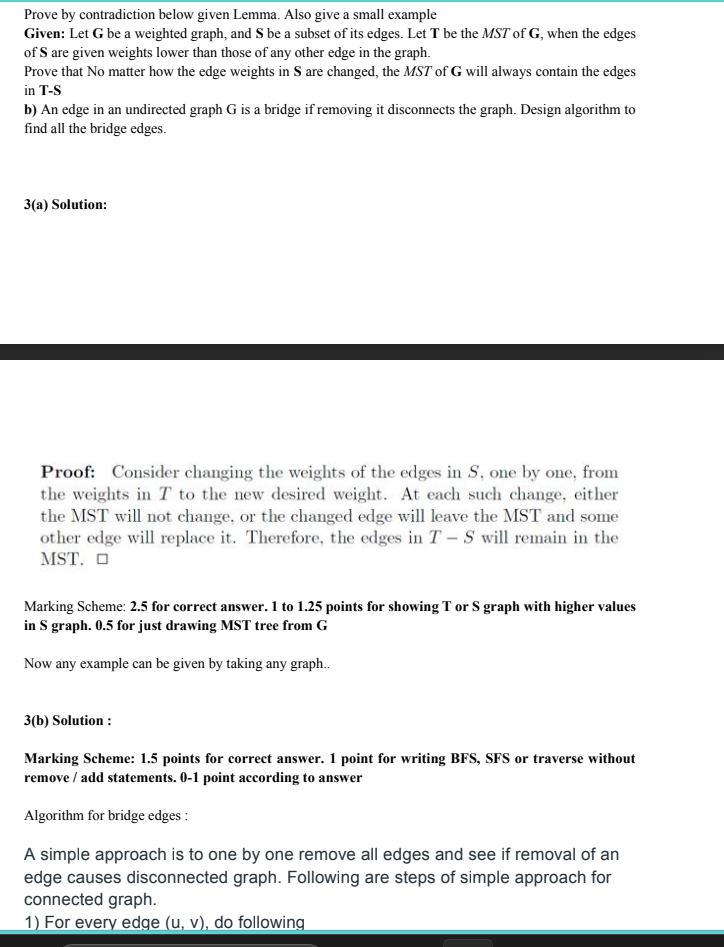 Prove by contradiction below given Lemma. Also give a small example
Given: Let G be a weighted graph, and S be a subset of its edges. Let T be the MST of G, when the edges
of S are given weights lower than those of any other edge in the graph.
Prove that No matter how the edge weights in S are changed, the MST of G will always contain the edges
in T-S
b) An edge in an undirected graph G is a bridge if removing it disconnects the graph. Design algorithm to
find all the bridge edges.
3(a) Solution:
Proof: Consider changing the weights of the edges in S, one by one, from
the weights in T to the new desired weight. At each such change, either
the MST will not change, or the changed edge will leave the MST and some
other edge will replace it. Therefore, the edges in T − S will remain in the
MST. □
Marking Scheme: 2.5 for correct answer. 1 to 1.25 points for showing T or S graph with higher values
in S graph. 0.5 for just drawing MST tree from G
Now any example can be given by taking any graph..
3(b) Solution :
Marking Scheme: 1.5 points for correct answer. 1 point for writing BFS, SFS or traverse without
remove / add statements. 0-1 point according to answer
Algorithm for bridge edges :
A simple approach is to one by one remove all edges and see if removal of an
edge causes disconnected graph. Following are steps of simple approach for
connected graph.
1) For every edge (u, v), do following